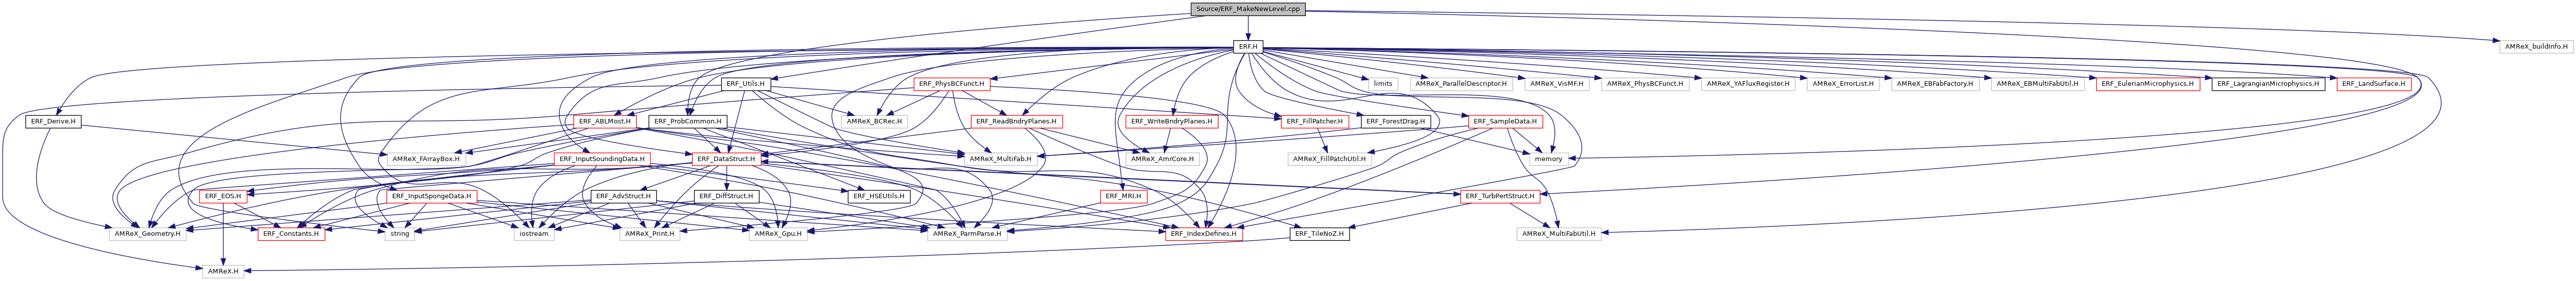 Source/ERF_MakeNewLevel.cpp
ERF.H
AMReX_buildInfo.H
ERF_Utils.H
ERF_PhysBCFunct.H
limits
AMReX_ParallelDescriptor.H
AMReX_VisMF.H
AMReX_PhysBCFunct.H
AMReX_YAFluxRegister.H
AMReX_ErrorList.H
AMReX_EBFabFactory.H
AMReX_EBMultiFabUtil.H
ERF_EulerianMicrophysics.H
ERF_LagrangianMicrophysics.H
ERF_LandSurface.H
ERF_Derive.H
ERF_ABLMost.H
ERF_ProbCommon.H
AMReX_BCRec.H
ERF_ReadBndryPlanes.H
ERF_WriteBndryPlanes.H
ERF_FillPatcher.H
ERF_ForestDrag.H
ERF_SampleData.H
AMReX_FArrayBox.H
ERF_InputSoundingData.H
ERF_DataStruct.H
AMReX_MultiFab.H
AMReX_AmrCore.H
AMReX_FillPatchUtil.H
memory
ERF_EOS.H
ERF_InputSpongeData.H
ERF_AdvStruct.H
ERF_DiffStruct.H
ERF_HSEUtils.H
ERF_MRI.H
ERF_TurbPertStruct.H
AMReX_Geometry.H
ERF_Constants.H
string
iostream
AMReX_Print.H
AMReX_Gpu.H
AMReX_ParmParse.H
ERF_IndexDefines.H
ERF_TileNoZ.H
AMReX_MultiFabUtil.H
AMReX.H